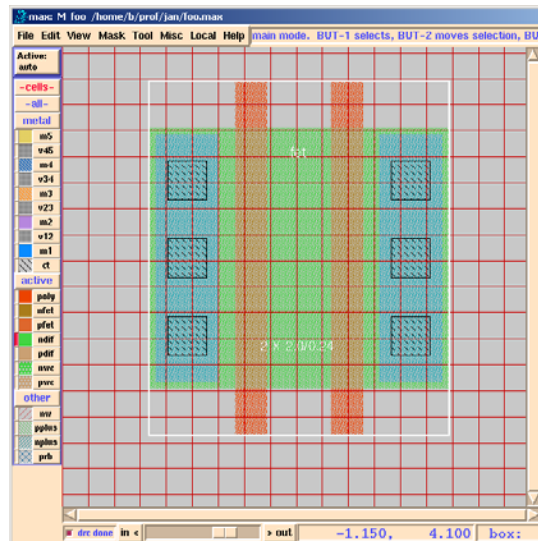 max: M foo /home/b/prof/jan/foo.max
File Edit View Mask Tool Misc Local Help main mode. BUT-1 selects, BUT-2 moves selection, BU
Active:
auto
-cells-
-all-
metal
m5
v45
m4
v34
m3
v23
m2
v12
m1
ct
active
poly
nfet
pfet
ndif
pdif
nsrc
psrc
other
nw
pplus
nplus
prb
fet
2 X 2.0/0.24
drc done in < > out -1.150, 4.100 box: